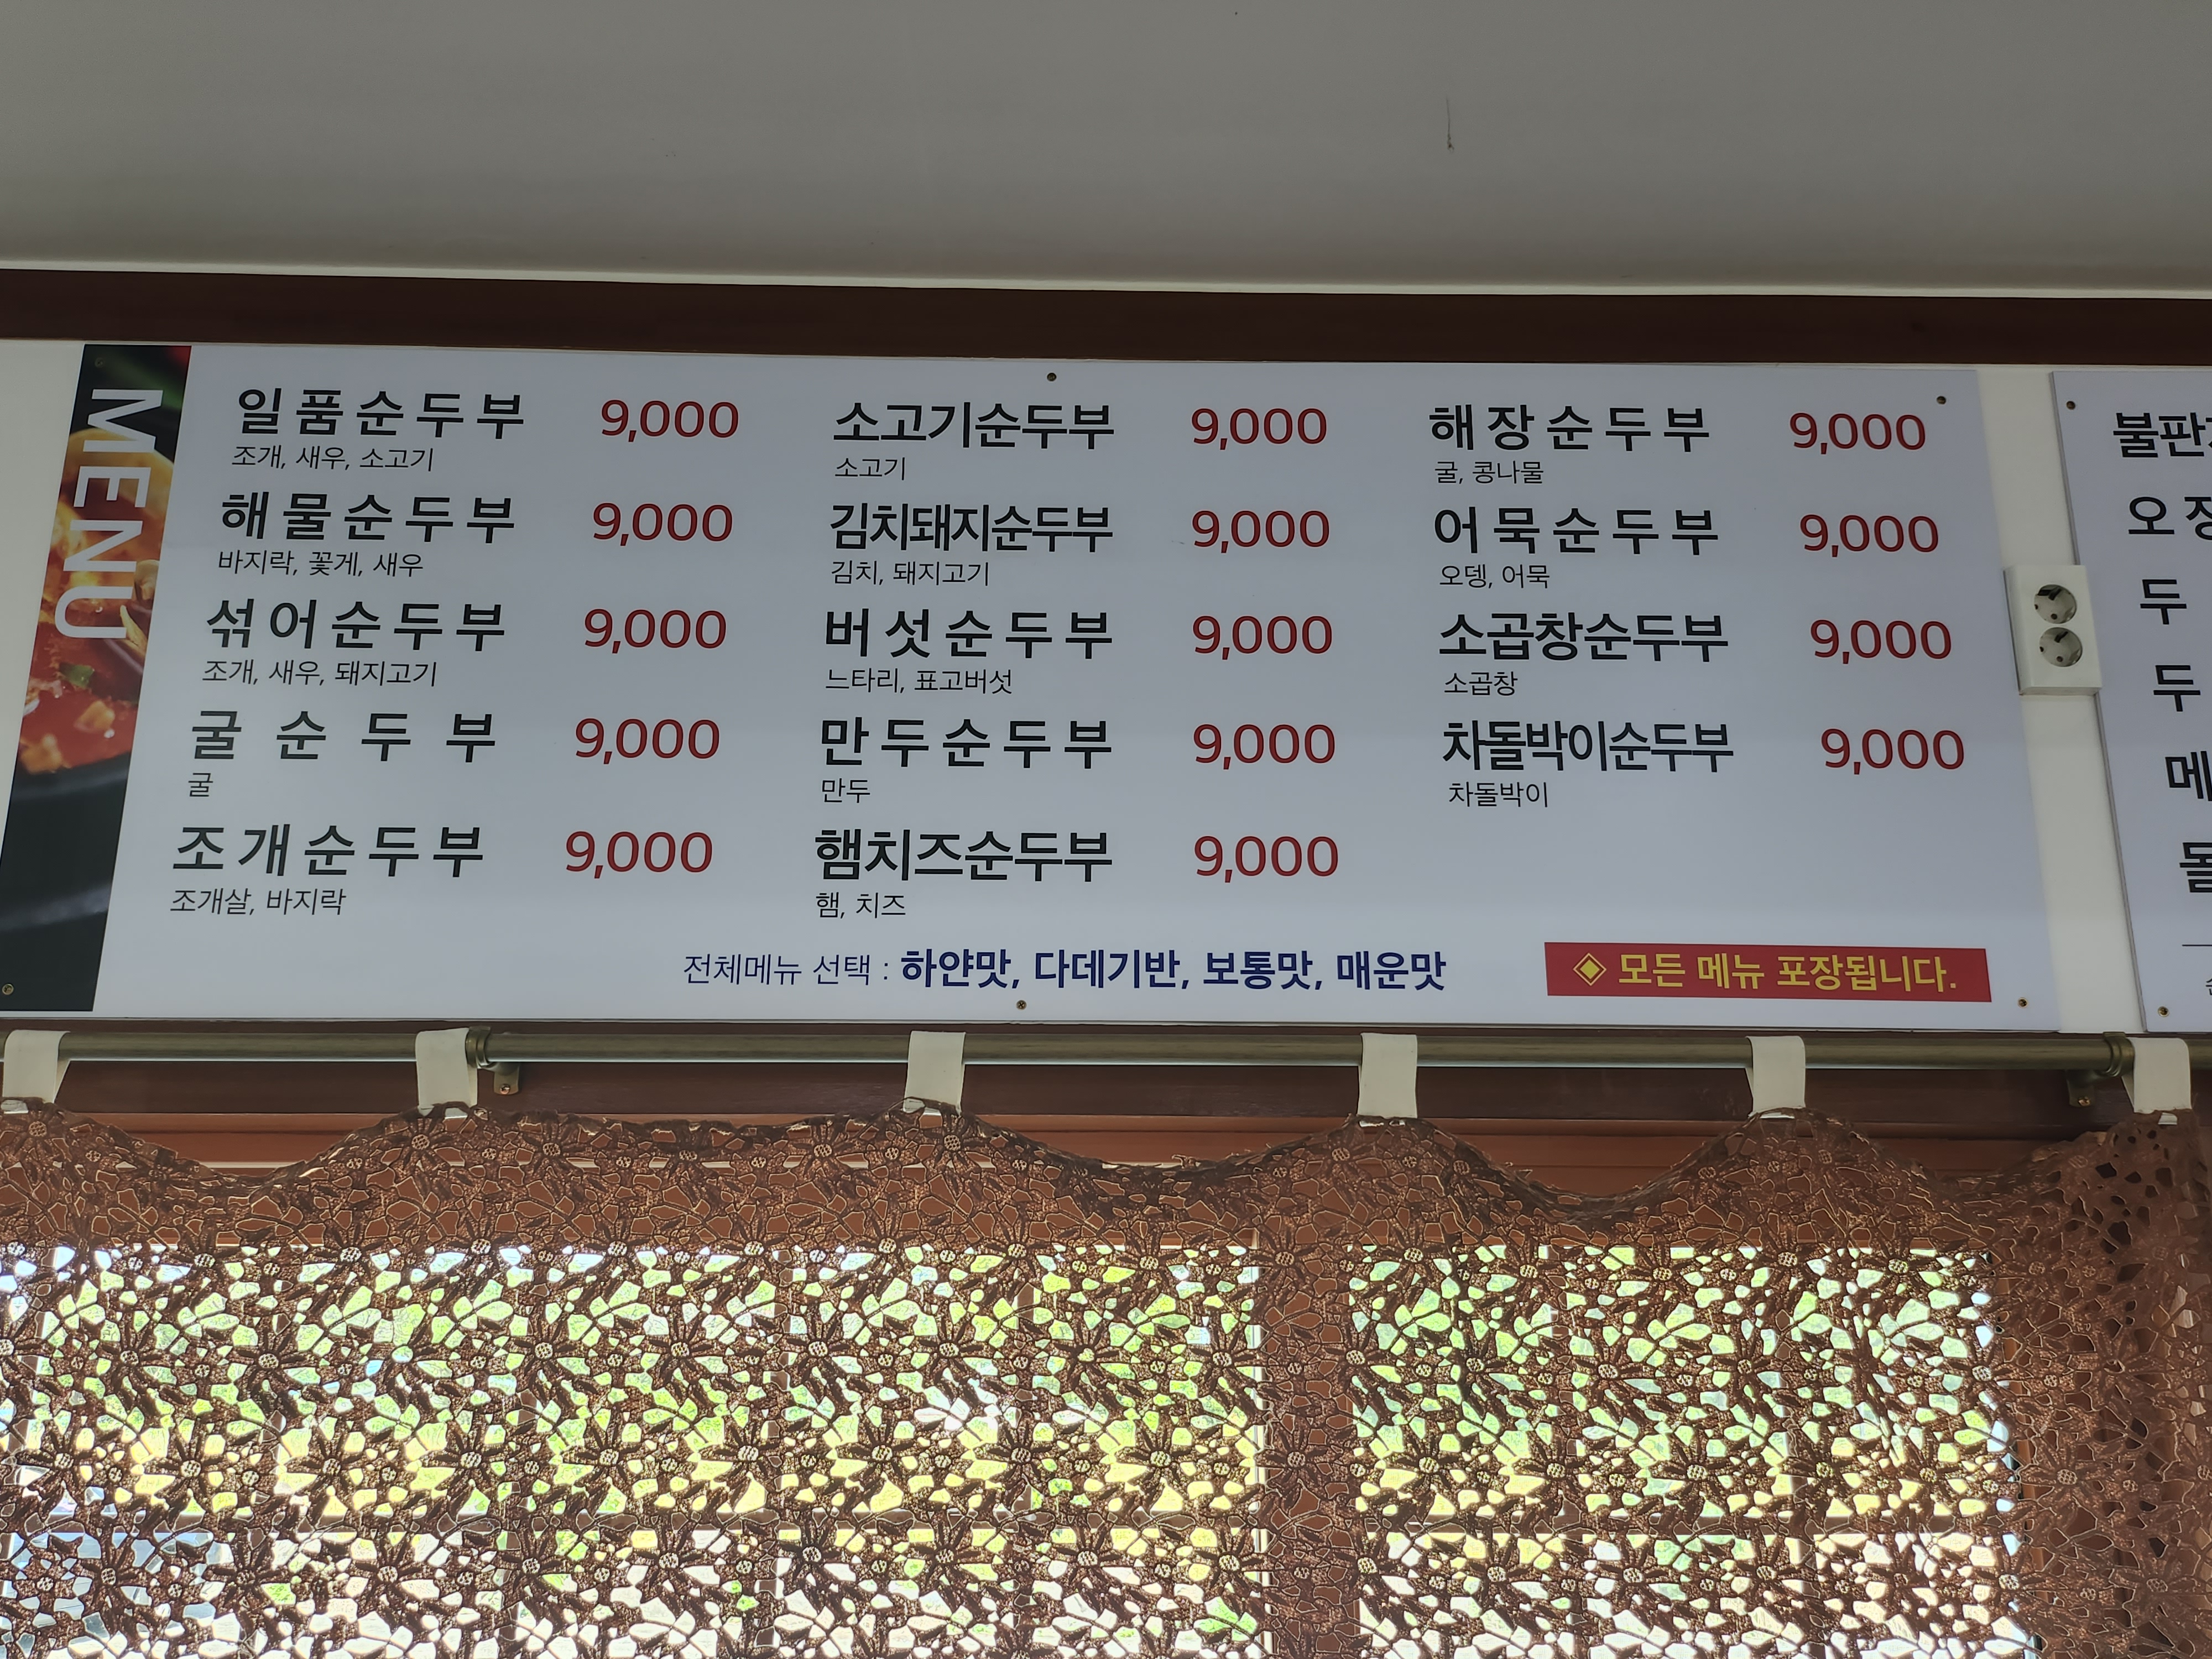 MENU
일품순두부 9,000
조개, 새우, 소고기
해물순두부 9,000
바지락, 꽃게, 새우
섞어순두부 9,000
조개, 새우, 돼지고기
굴순두부 9,000
굴
조개순두부 9,000
조개살, 바지락
소고기순두부 9,000
소고기
김치돼지순두부 9,000
김치, 돼지고기
버섯순두부 9,000
느타리, 표고버섯
만두순두부 9,000
만두
햄치즈순두부 9,000
햄, 치즈
해장순두부 9,000
굴, 콩나물
어묵순두부 9,000
오뎅, 어묵
소곱창순두부 9,000
소곱창
차돌박이순두부 9,000
차돌박이
전체메뉴 선택 : 하얀맛, 다데기반, 보통맛, 매운맛
◈ 모든 메뉴 포장됩니다.
불판
오
두
두
메
돌